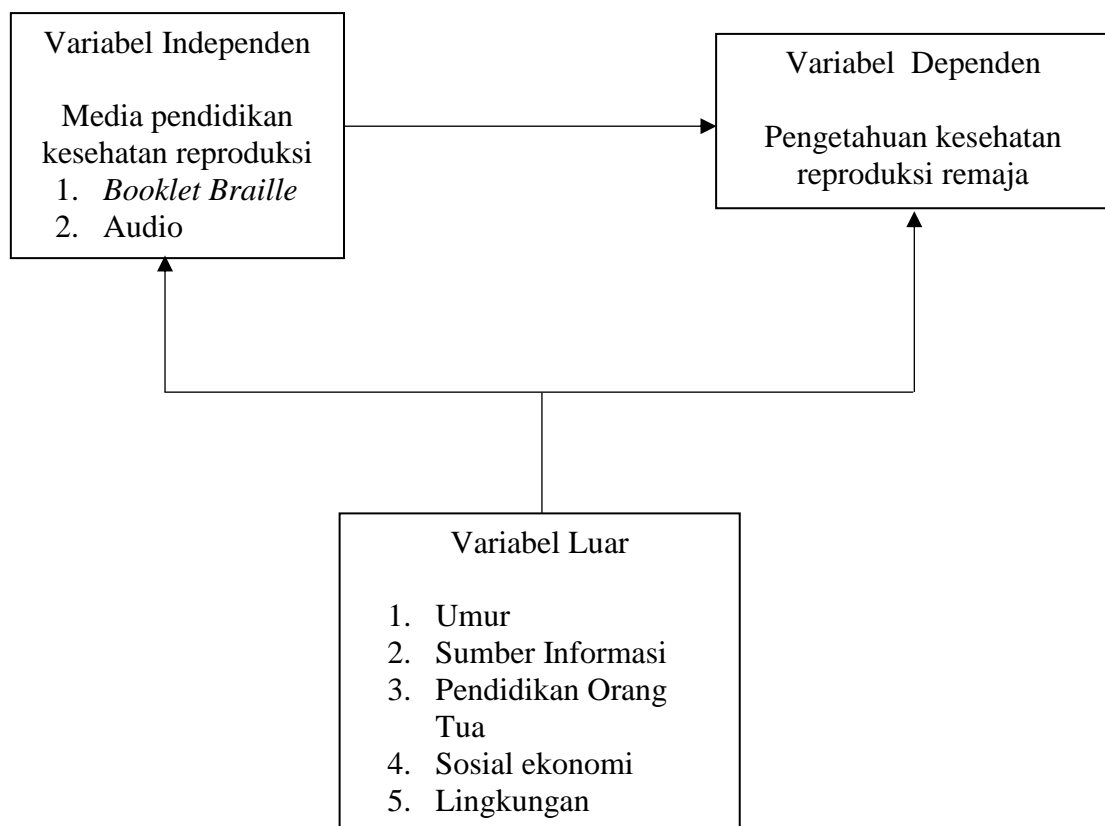 Variabel Independen
Media pendidikan
kesehatan reproduksi
1. Booklet Braille
2. Audio
Variabel Dependen
Pengetahuan kesehatan
reproduksi remaja
Variabel Luar
1. Umur
2. Sumber Informasi
3. Pendidikan Orang
Tua
4. Sosial ekonomi
5. Lingkungan